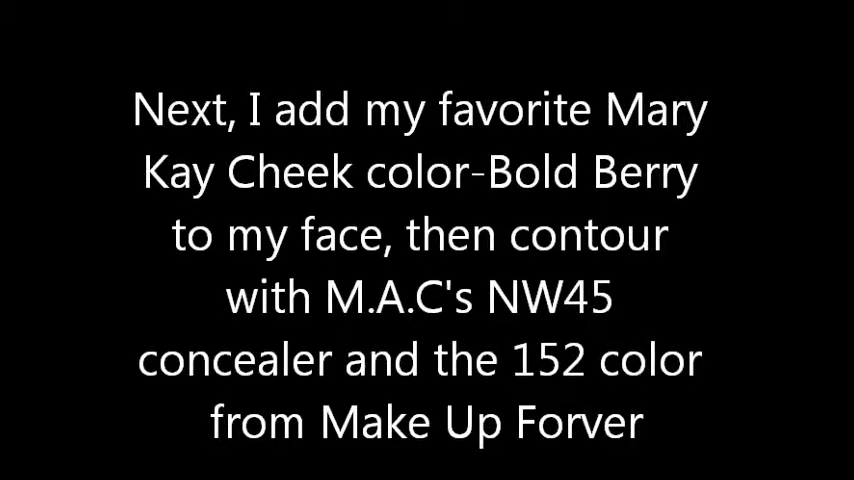 Next, I add my favorite Mary
Kay Cheek color-Bold Berry
to my face, then contour
with M.A.C's NW45
concealer and the 152 color
from Make Up Forver